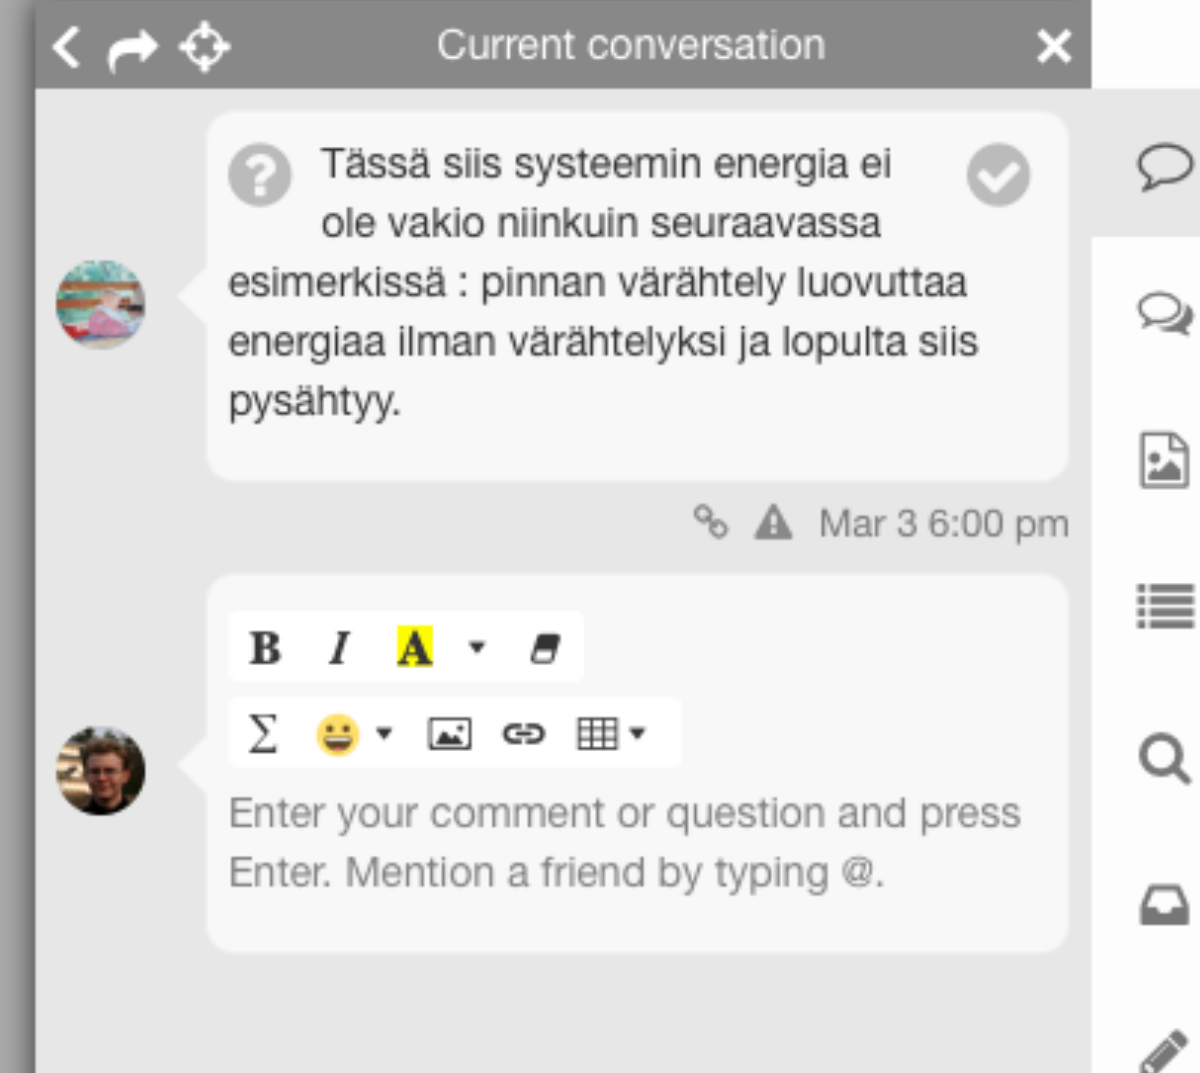 Current conversation
Tässä siis systeemin energia ei
ole vakio niinkuin seuraavassa
esimerkissä : pinnan värähtely luovuttaa
energiaa ilman värähtelyksi ja lopulta siis
pysähtyy.
Mar 3 6:00 pm
B I A
Σ
Enter your comment or question and press
Enter. Mention a friend by typing @.